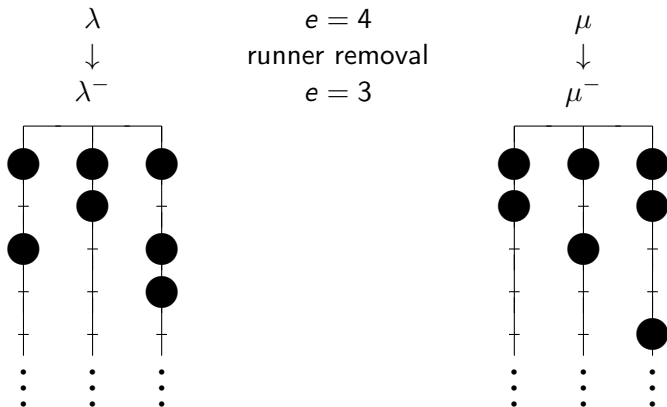 λ e = 4 μ
↓ runner removal ↓
λ⁻ e = 3 μ⁻